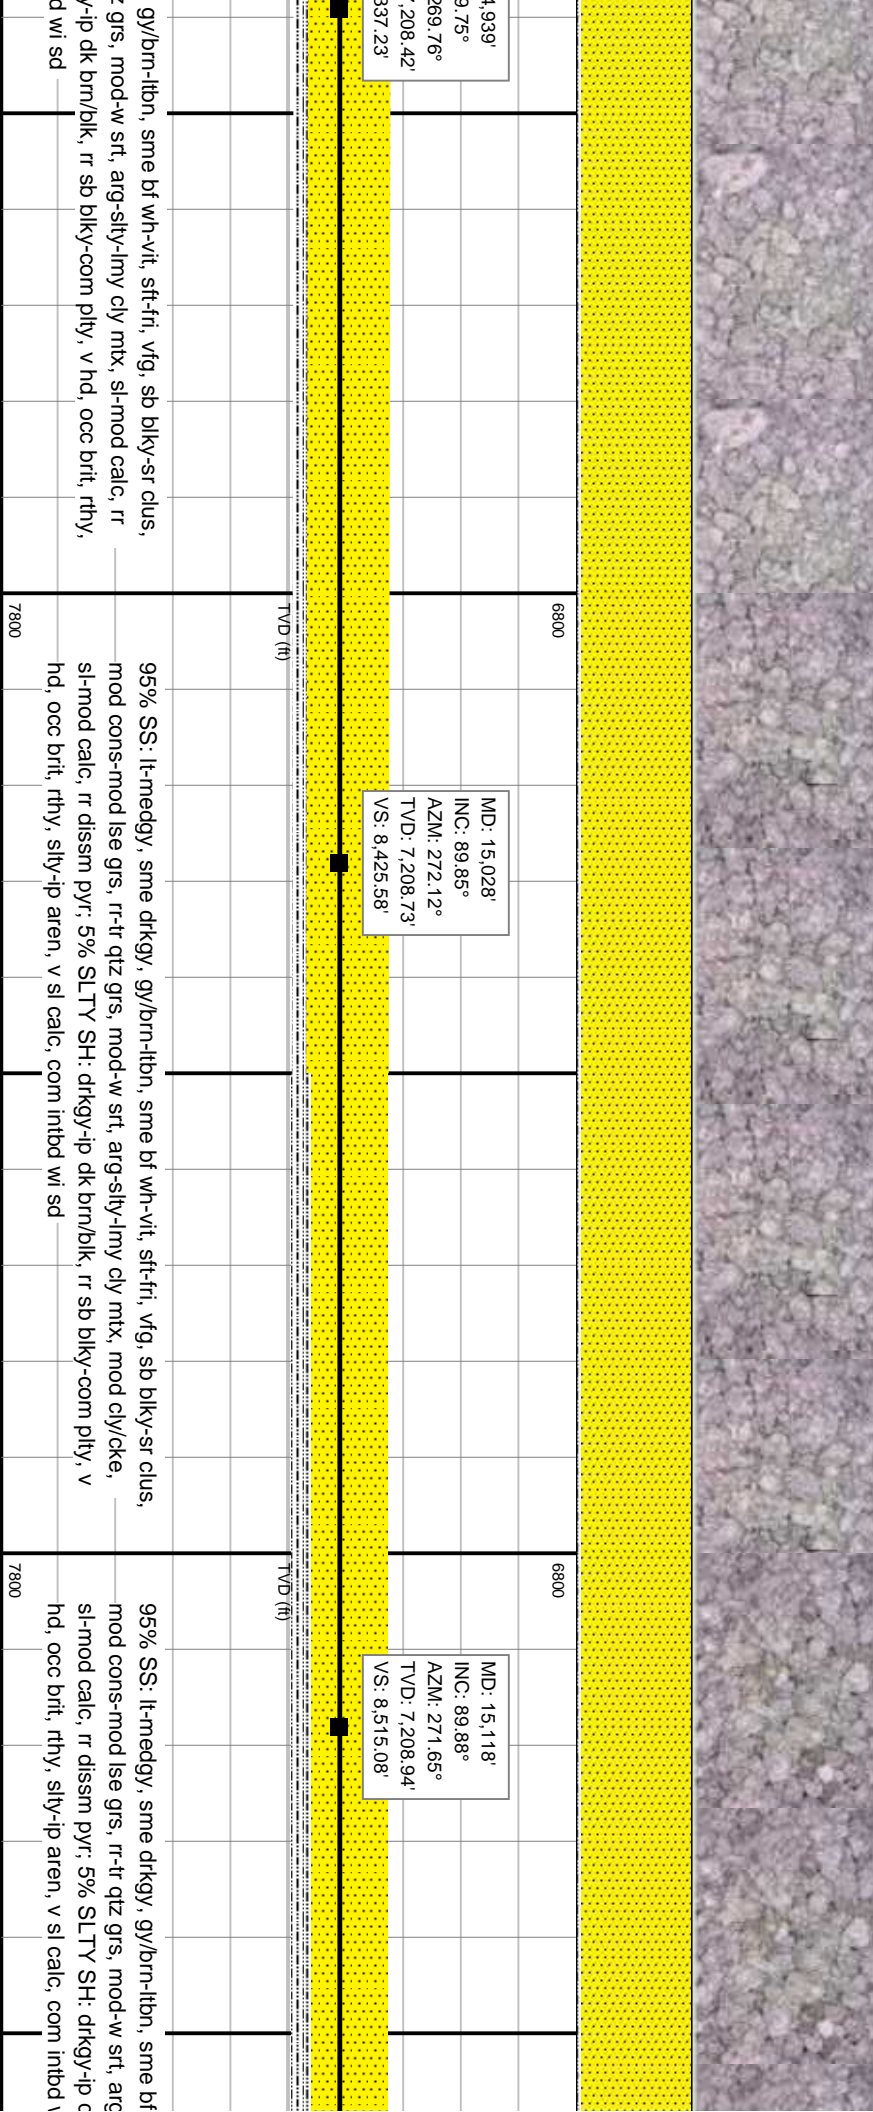 4,939'
9.75°
269.76°
,208.42'
337.23'
gy/brn-ltbn, sme bf wh-vit, sft-fri, vfg, sb blky-sr clus,
z grs, mod-w srt, arg-slty-lmy cly mtx, sl-mod calc, rr
y-ip dk brn/blk, rr sb blky-com plty, v hd, occ brit, rthy,
d wi sd
6800
TVD (ft)
7800
MD: 15,028'
INC: 89.85°
AZM: 272.12°
TVD: 7,208.73'
VS: 8,425.58'
95% SS: lt-medgy, sme drkgy, gy/brn-ltbn, sme bf wh-vit, sft-fri, vfg, sb blky-sr clus,
mod cons-mod lse grs, rr-tr qtz grs, mod-w srt, arg-slty-lmy cly mtx, mod cly/cke,
sl-mod calc, rr dissm pyr; 5% SLTY SH: drkgy-ip dk brn/blk, rr sb blky-com plty, v
hd, occ brit, rthy, slty-ip aren, v sl calc, com intbd wi sd
6800
TVD (ft)
7800
MD: 15,118'
INC: 89.88°
AZM: 271.65°
TVD: 7,208.94'
VS: 8,515.08'
95% SS: lt-medgy, sme drkgy, gy/brn-ltbn, sme bf
mod cons-mod lse grs, rr-tr qtz grs, mod-w srt, arg
sl-mod calc, rr dissm pyr; 5% SLTY SH: drkgy-ip
hd, occ brit, rthy, slty-ip aren, v sl calc, com intbd